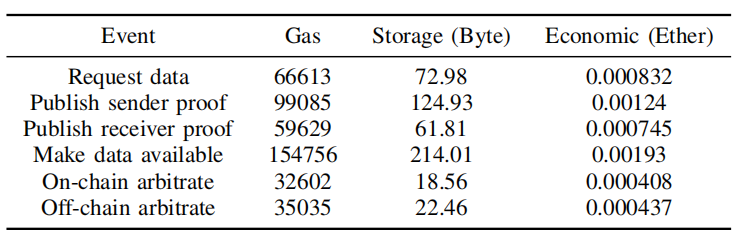 Event Gas Storage (Byte) Economic (Ether)
Request data 66613 72.98 0.000832
Publish sender proof 99085 124.93 0.00124
Publish receiver proof 59629 61.81 0.000745
Make data available 154756 214.01 0.00193
On-chain arbitrate 32602 18.56 0.000408
Off-chain arbitrate 35035 22.46 0.000437